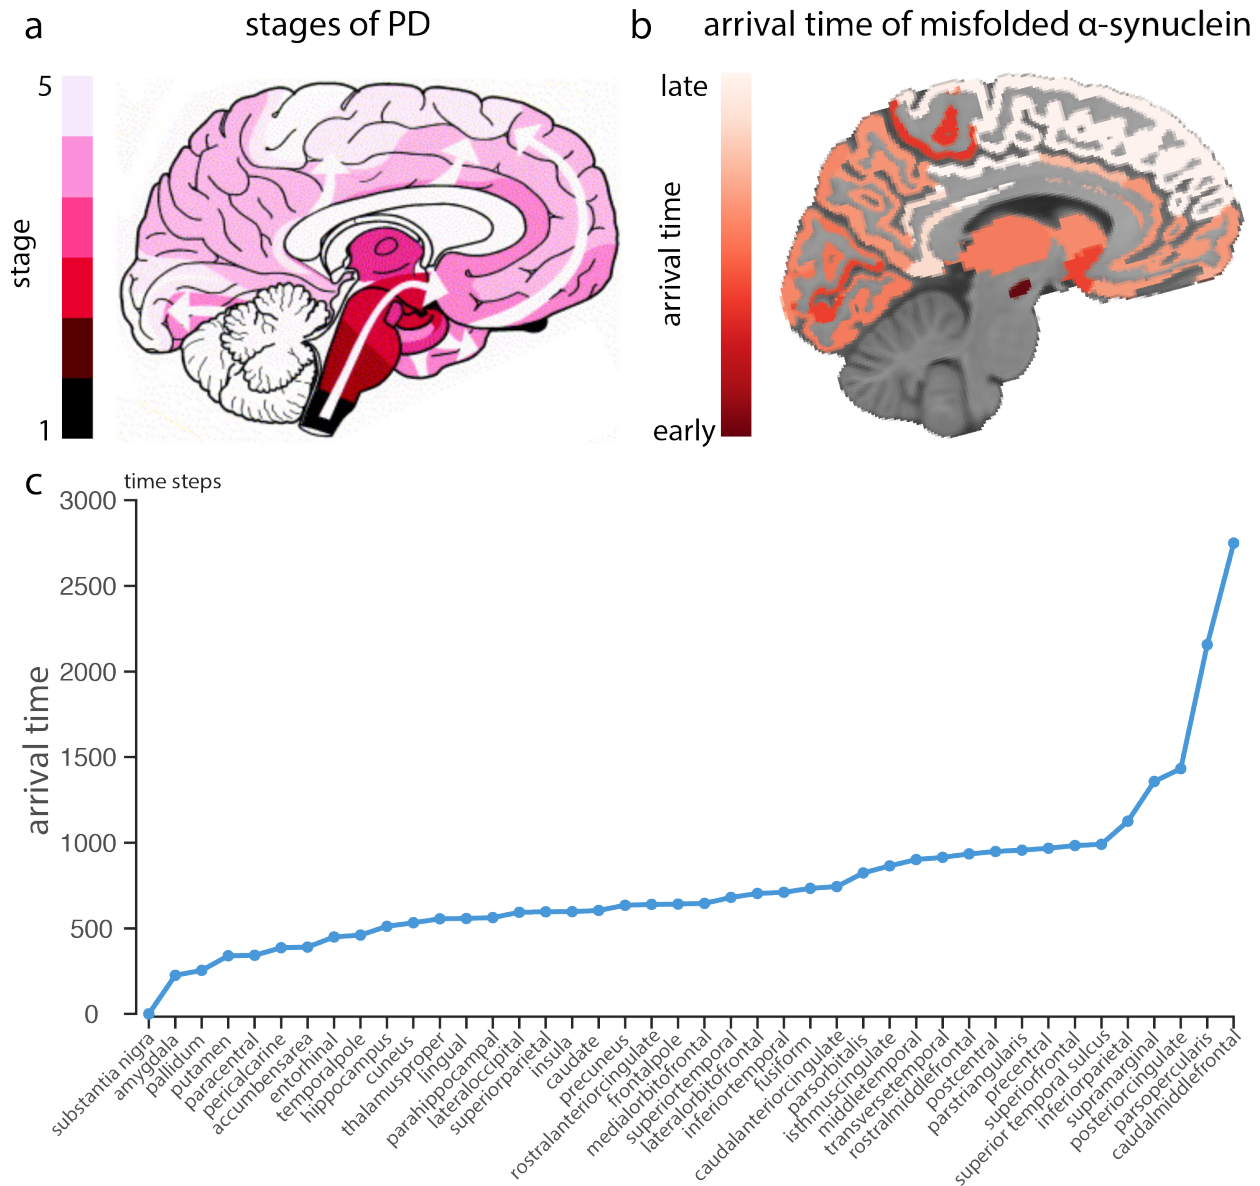 a
stages of PD
5
stage
1
b
arrival time of misfolded α-synuclein
late
arrival time
early
c
time steps
3000
2500
2000
1500
1000
500
0
arrival time
substantia nigra
amygdala
pallidum
putamen
paracentral
pericalcarine
accumbensarea
entorhinal
temporalpole
hippocampus
cuneus
thalamusproper
lingual
parahippocampal
lateraloccipital
superiorparietal
insula
caudate
precuneus
rostralanteriorcingulate
frontalpole
medialorbitofrontal
superiortemporal
lateralorbitofrontal
inferiortemporal
fusiform
caudalanteriorcingulate
parsorbitalis
isthmuscingulate
middletemporal
transversetemporal
rostralmiddlefrontal
postcentral
parstriangularis
precentral
superiorfrontal
superior temporal sulcus
inferiorparietal
supramarginal
posteriorcingulate
parsopercularis
caudalmiddlefrontal